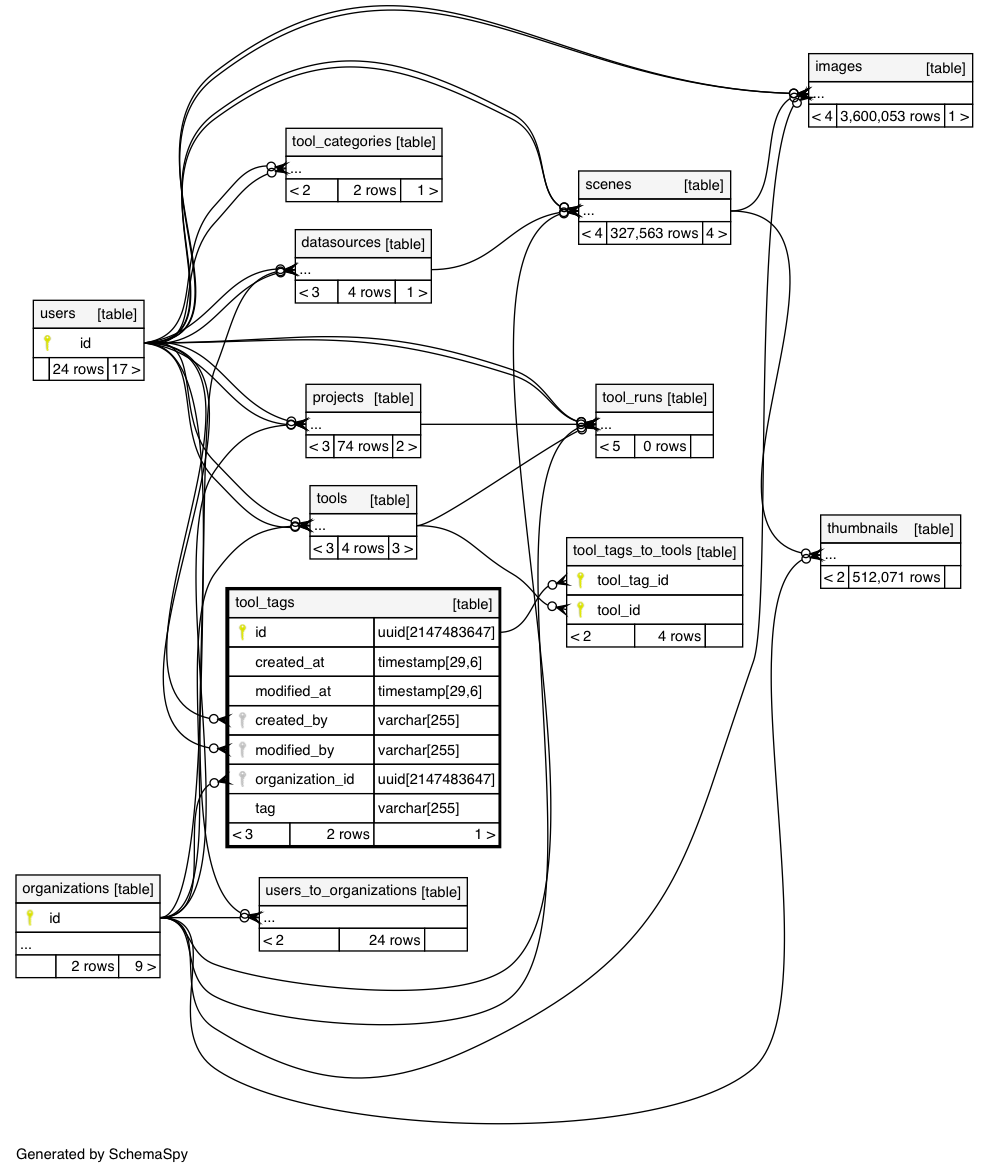 images [table]
...
< 4 3,600,053 rows 1 >
tool_categories [table]
...
< 2 2 rows 1 >
scenes [table]
...
< 4 327,563 rows 4 >
datasources [table]
...
< 3 4 rows 1 >
users [table]
id
24 rows 17 >
projects [table]
...
< 3 74 rows 2 >
tool_runs [table]
...
< 5 0 rows
tools [table]
...
< 3 4 rows 3 >
thumbnails [table]
...
< 2 512,071 rows
tool_tags_to_tools [table]
tool_tag_id
tool_id
< 2 4 rows
tool_tags [table]
id uuid[2147483647]
created_at timestamp[29,6]
modified_at timestamp[29,6]
created_by varchar[255]
modified_by varchar[255]
organization_id uuid[2147483647]
tag varchar[255]
< 3 2 rows 1 >
organizations [table]
id
...
2 rows 9 >
users_to_organizations [table]
...
< 2 24 rows
Generated by SchemaSpy